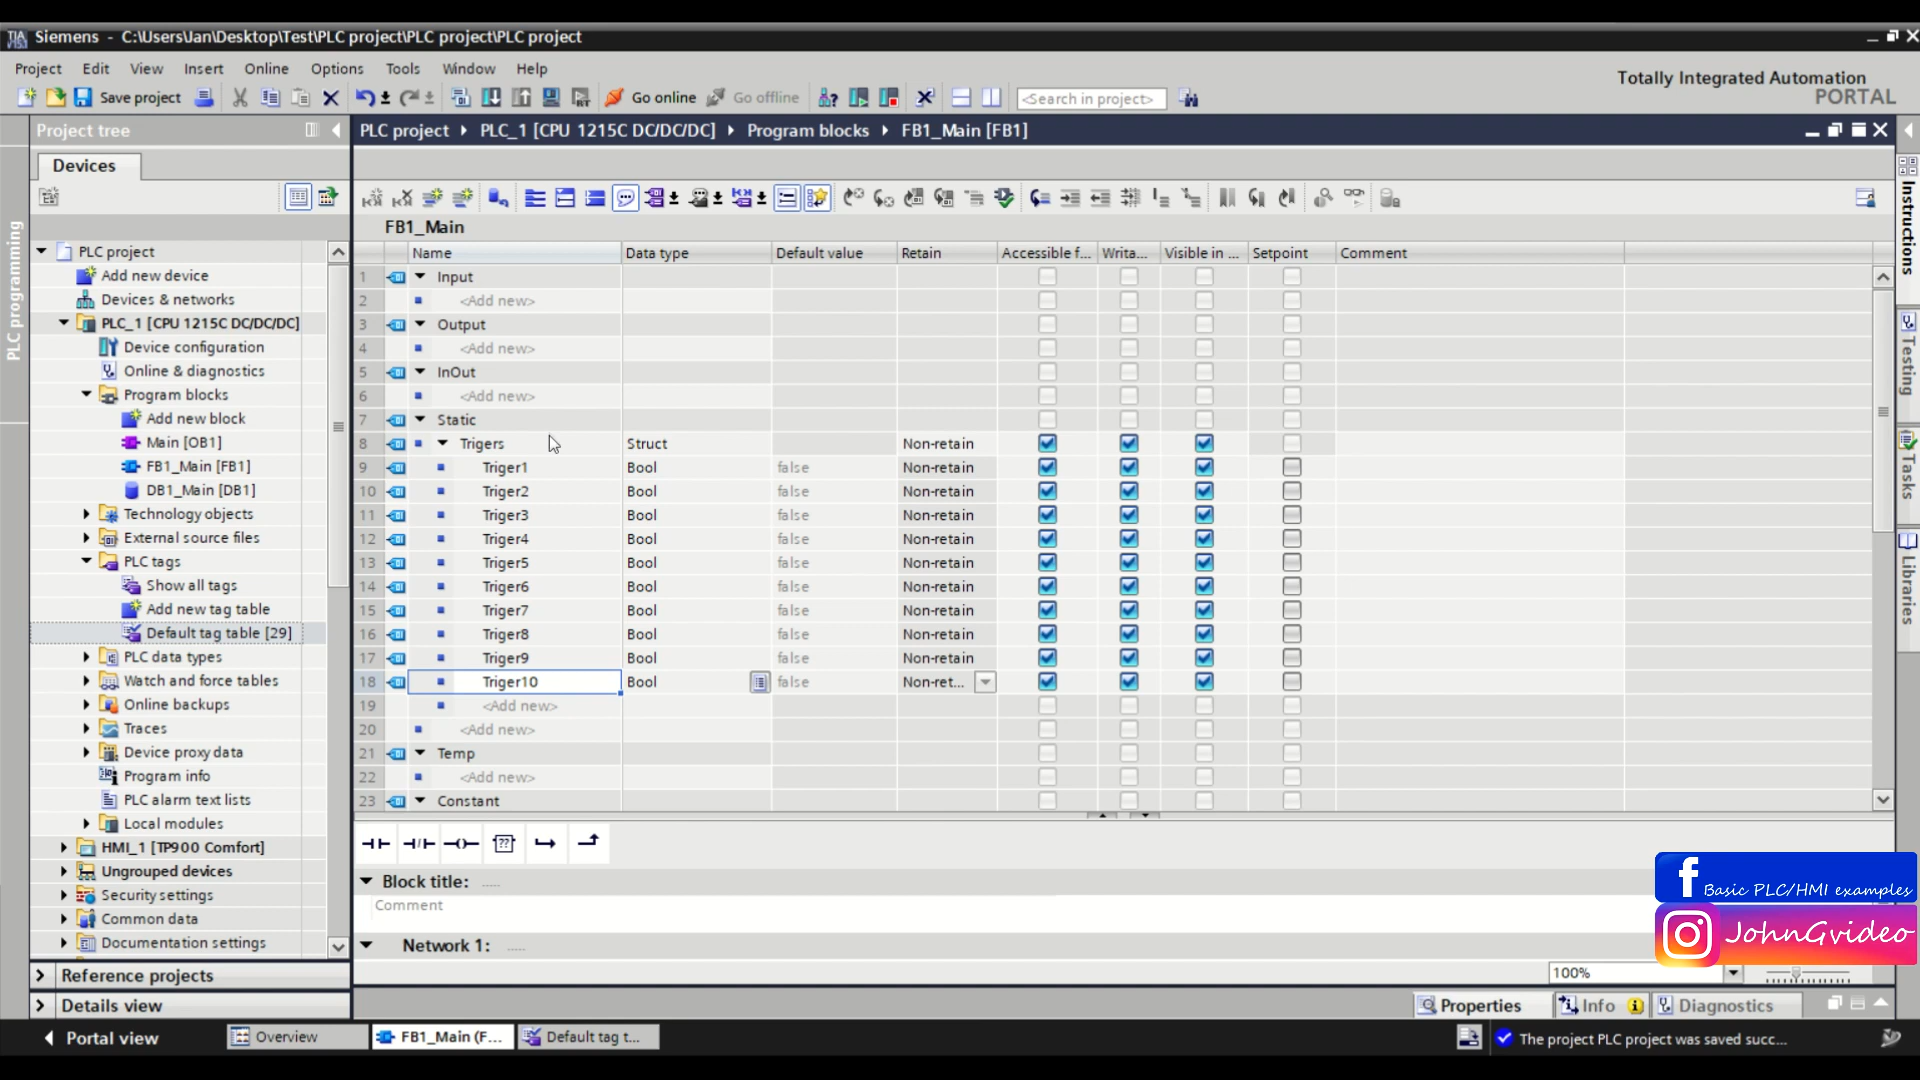 Siemens - C:\Users\Jan\Desktop\Test\PLC project\PLC project\PLC project
Project Edit View Insert Online Options Tools Window Help
Totally Integrated Automation
PORTAL
Save project
Go online
Go offline
<Search in project>
Project tree
PLC project PLC_1 [CPU 1215C DC/DC/DC] Program blocks FB1_Main [FB1]
Devices
PLC programming
PLC project
Add new device
Devices & networks
PLC_1 [CPU 1215C DC/DC/DC]
Device configuration
Online & diagnostics
Program blocks
Add new block
Main [OB1]
FB1_Main [FB1]
DB1_Main [DB1]
Technology objects
External source files
PLC tags
Show all tags
Add new tag table
Default tag table [29]
PLC data types
Watch and force tables
Online backups
Traces
Device proxy data
Program info
PLC alarm text lists
Local modules
HMI_1 [TP900 Comfort]
Ungrouped devices
Security settings
Common data
Documentation settings
Reference projects
Details view
FB1_Main
Name Data type Default value Retain Accessible f... Writa... Visible in ... Setpoint Comment
1 Input
2 <Add new>
3 Output
4 <Add new>
5 InOut
6 <Add new>
7 Static
8 Trigers Struct Non-retain
9 Triger1 Bool false Non-retain
10 Triger2 Bool false Non-retain
11 Triger3 Bool false Non-retain
12 Triger4 Bool false Non-retain
13 Triger5 Bool false Non-retain
14 Triger6 Bool false Non-retain
15 Triger7 Bool false Non-retain
16 Triger8 Bool false Non-retain
17 Triger9 Bool false Non-retain
18 Triger10 Bool false Non-ret...
19 <Add new>
20 <Add new>
21 Temp
22 <Add new>
23 Constant
??
Block title: .....
Comment
Network 1: .....
100%
Instructions
Testing
Tasks
Libraries
Basic PLC/HMI examples
JohnGvideo
Properties Info Diagnostics
Portal view Overview FB1_Main (F... Default tag t... The project PLC project was saved succ...